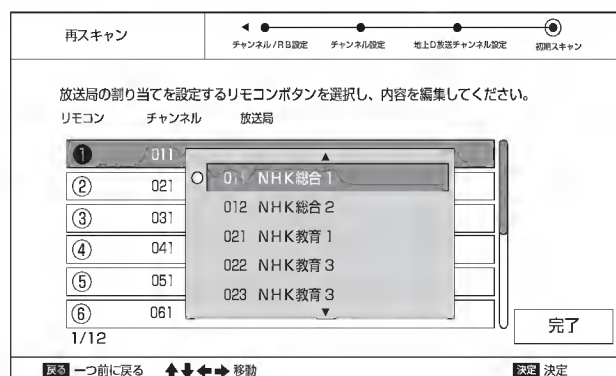 再スキャン
チャンネル/RB設定 チャンネル設定 地上D放送チャンネル設定 初期スキャン
放送局の割り当てを設定するリモコンボタンを選択し、内容を編集してください。
リモコン チャンネル 放送局
1 011
2 021
3 031
4 041
5 051
6 061
011 NHK総合1
012 NHK総合2
021 NHK教育1
022 NHK教育3
023 NHK教育3
1/12
完了
戻る 一つ前に戻る 移動 決定 決定